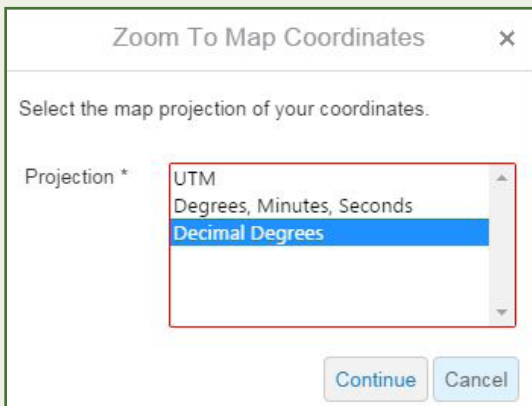 Zoom To Map Coordinates ×
Select the map projection of your coordinates.
Projection *
UTM
Degrees, Minutes, Seconds
Decimal Degrees
Continue Cancel